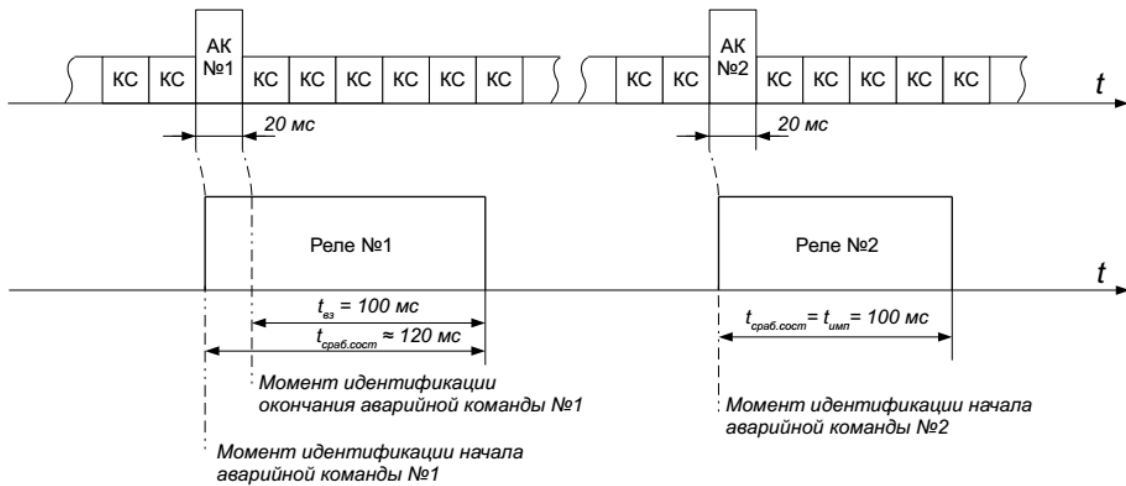 АК
№1
АК
№2
КС КС КС КС КС КС КС КС
КС КС КС КС КС КС КС
t
20 мс
20 мс
Реле №1
Реле №2
t
tвз = 100 мс
tсраб.сост ≈ 120 мс
tсраб.сост = tимп = 100 мс
Момент идентификации
окончания аварийной команды №1
Момент идентификации начала
аварийной команды №2
Момент идентификации начала
аварийной команды №1